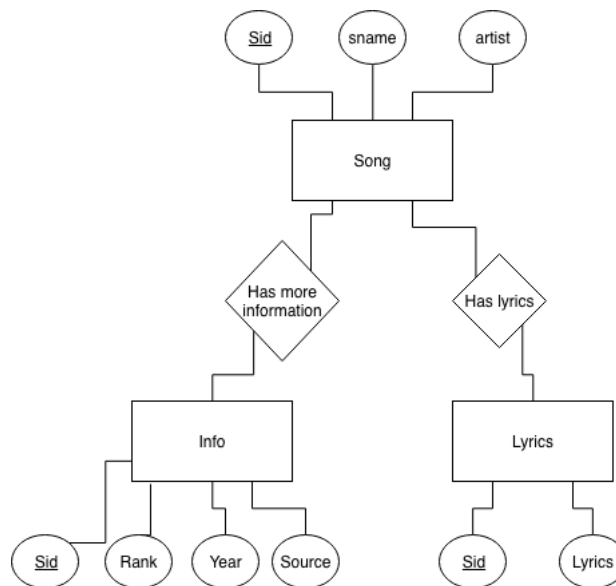 Sid
sname
artist
Song
Has more
information
Has lyrics
Info
Lyrics
Sid
Rank
Year
Source
Sid
Lyrics